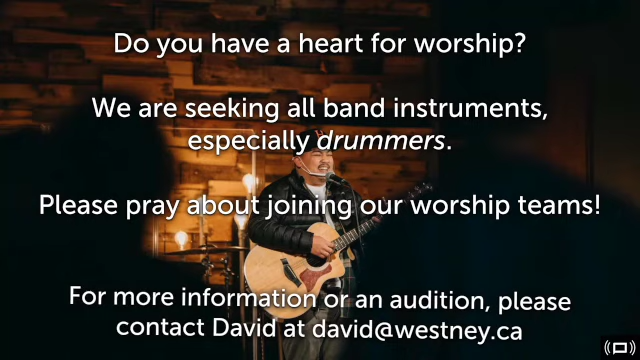 Do you have a heart for worship?
We are seeking all band instruments,
especially drummers.
Please pray about joining our worship teams!
For more information or an audition, please
contact David at david@westney.ca